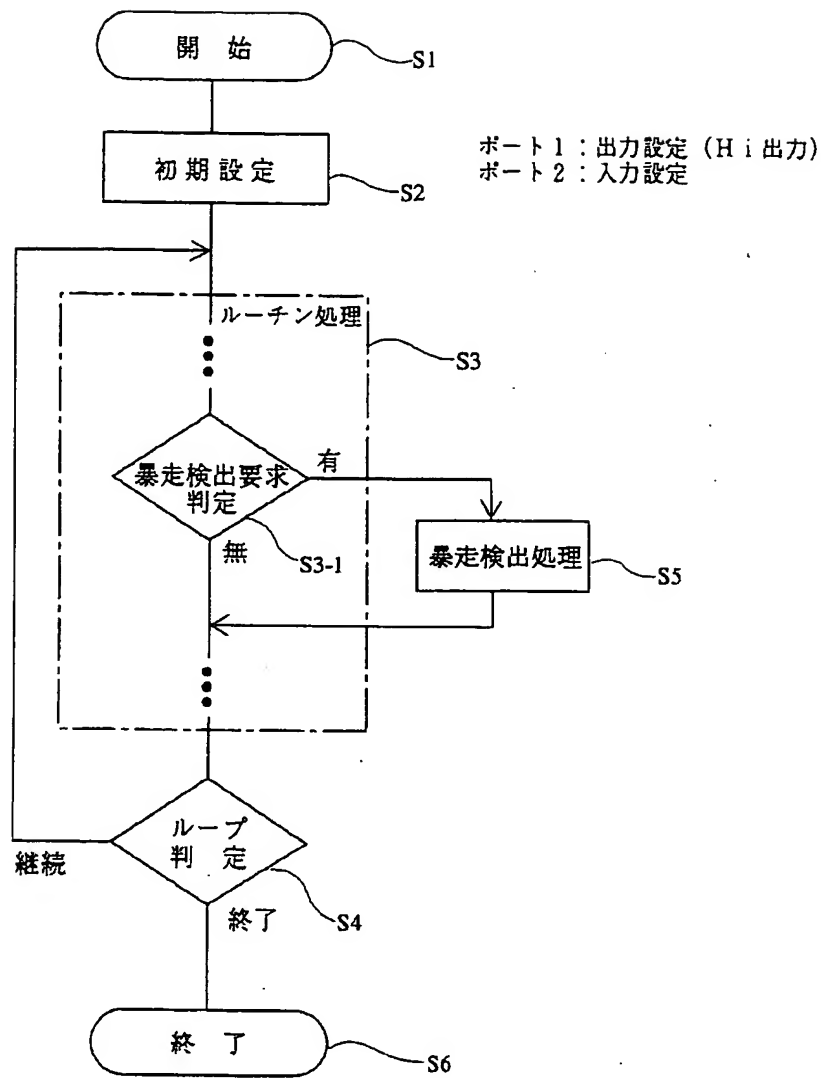 開 始
S1
初期設定
S2
ポート1:出力設定(Hi出力)
ポート2:入力設定
ルーチン処理
S3
暴走検出要求
判定
有
無
S3-1
暴走検出処理
S5
ループ
判 定
継続
S4
終了
終 了
S6